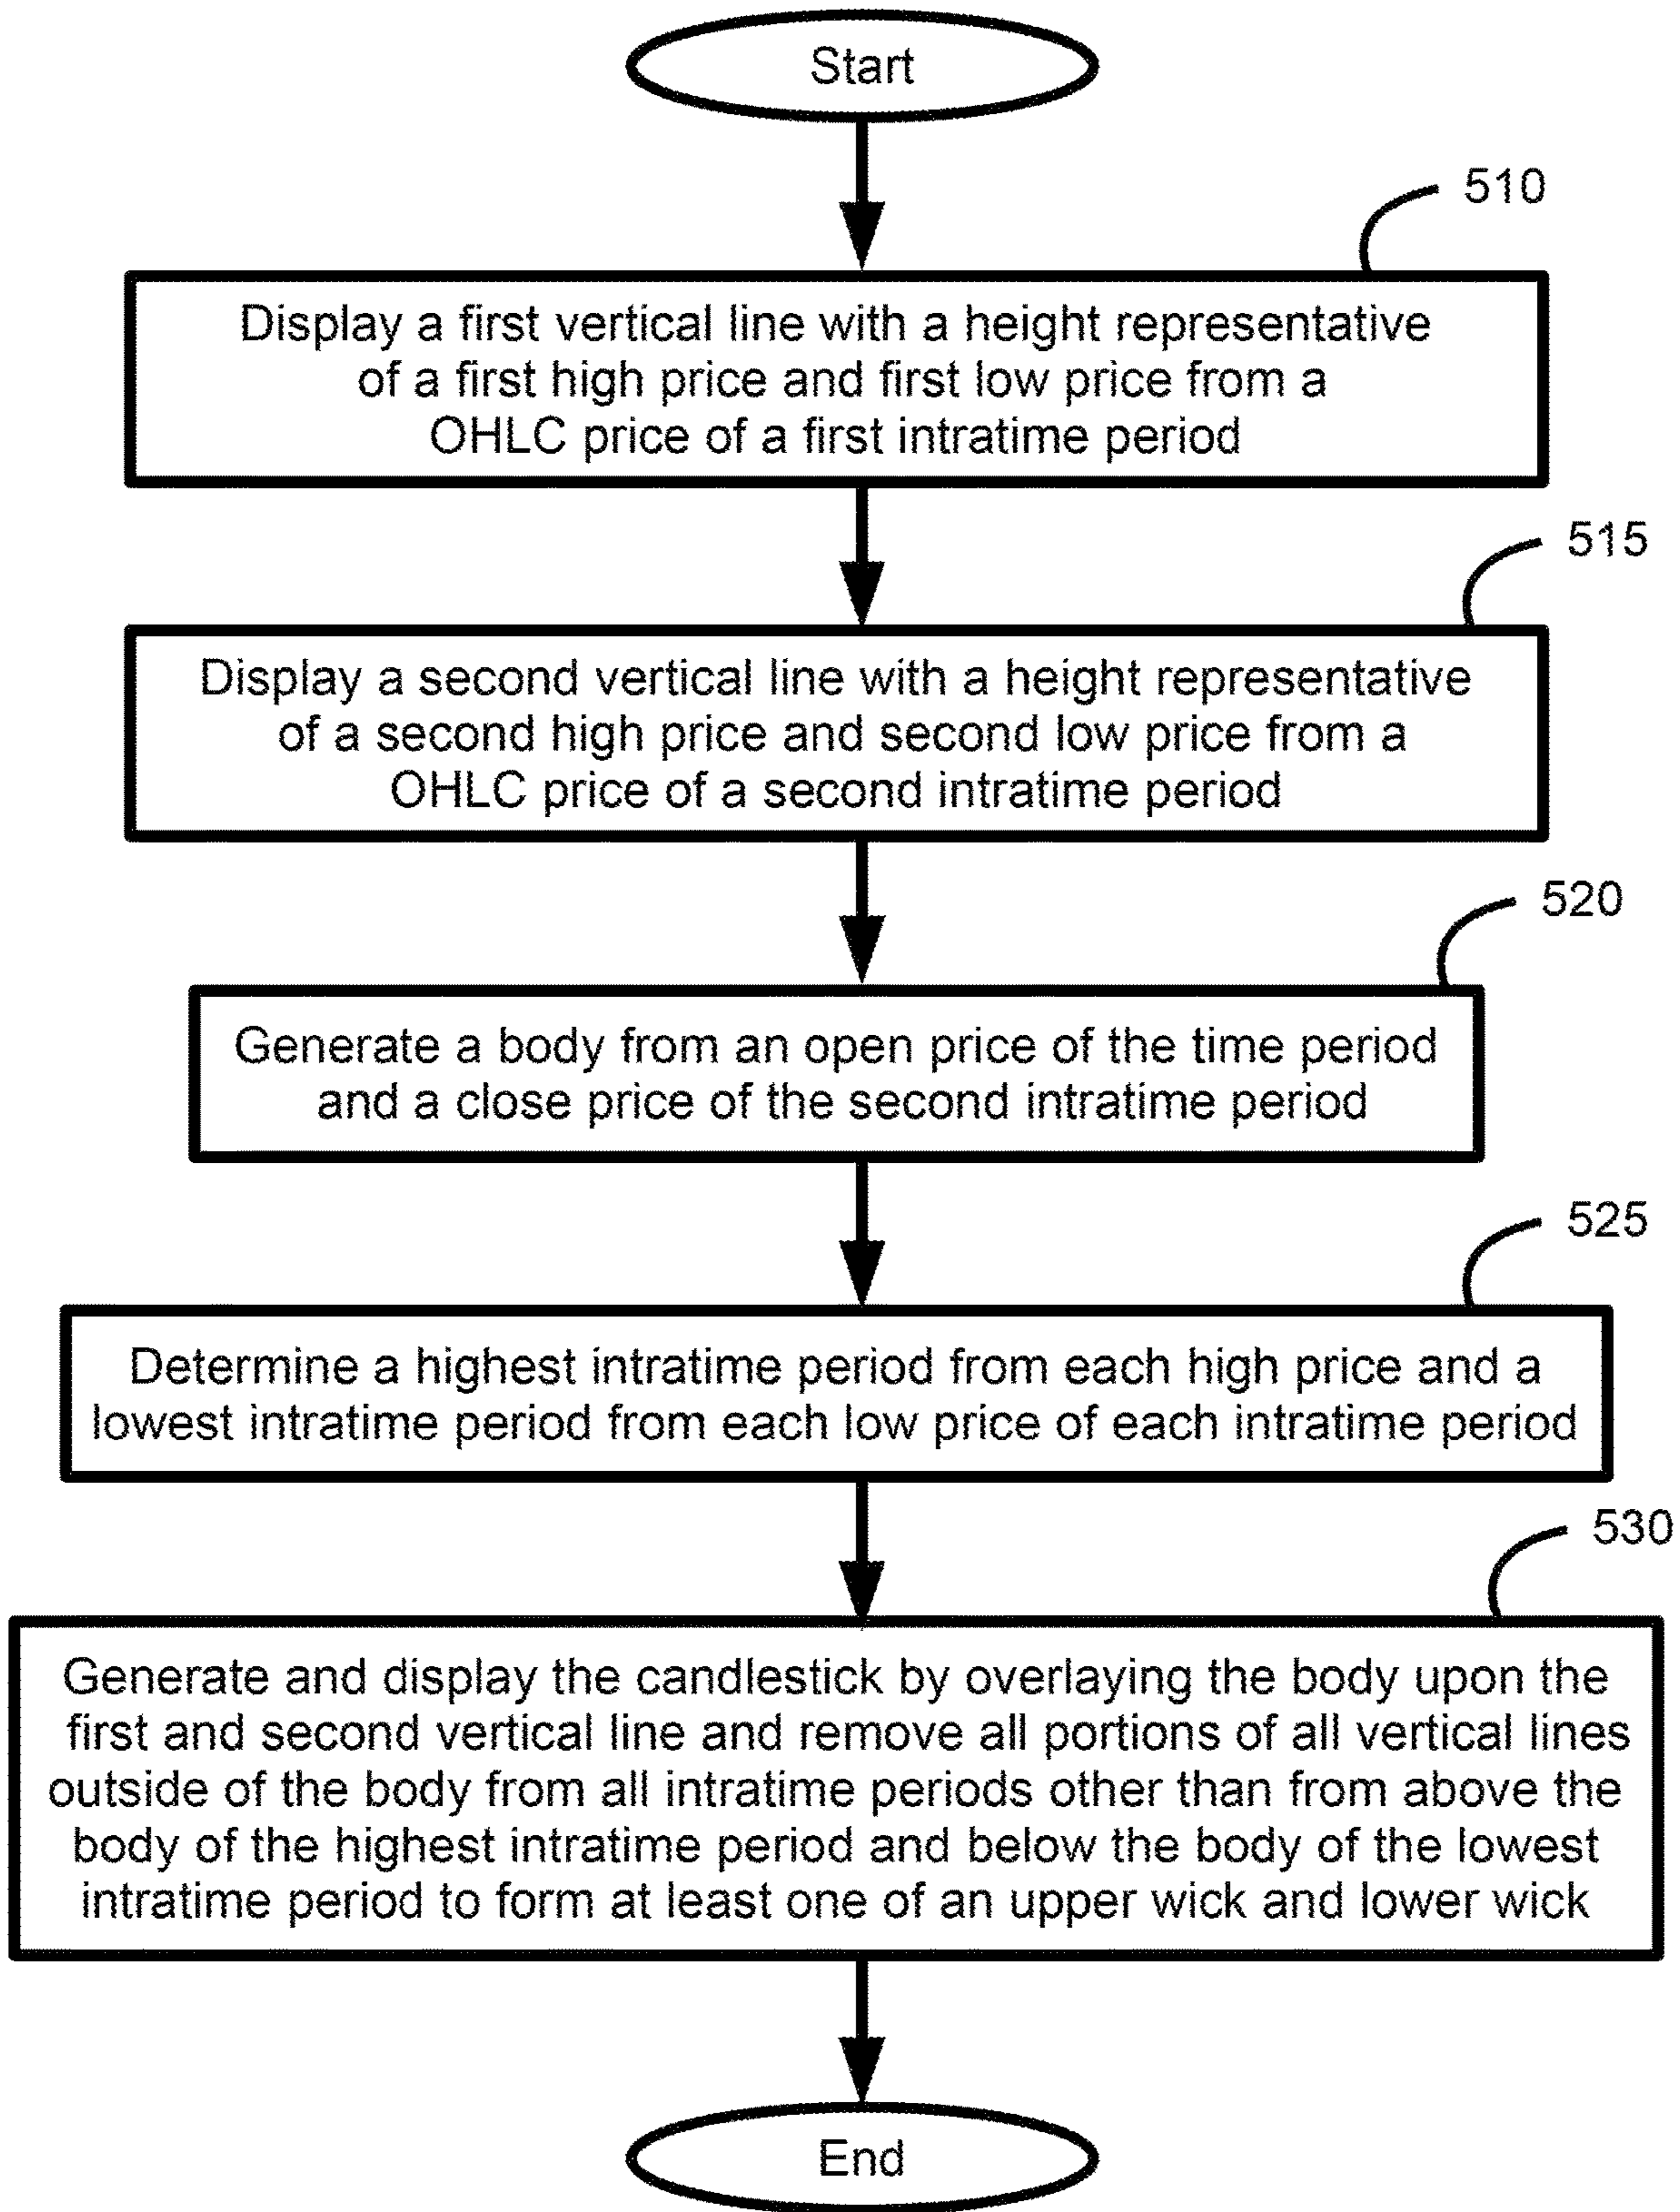 Start
510
Display a first vertical line with a height representative
of a first high price and first low price from a
OHLC price of a first intratime period
515
Display a second vertical line with a height representative
of a second high price and second low price from a
OHLC price of a second intratime period
520
Generate a body from an open price of the time period
and a close price of the second intratime period
525
Determine a highest intratime period from each high price and a
lowest intratime period from each low price of each intratime period
530
Generate and display the candlestick by overlaying the body upon the
first and second vertical line and remove all portions of all vertical lines
outside of the body from all intratime periods other than from above the
body of the highest intratime period and below the body of the lowest
intratime period to form at least one of an upper wick and lower wick
End